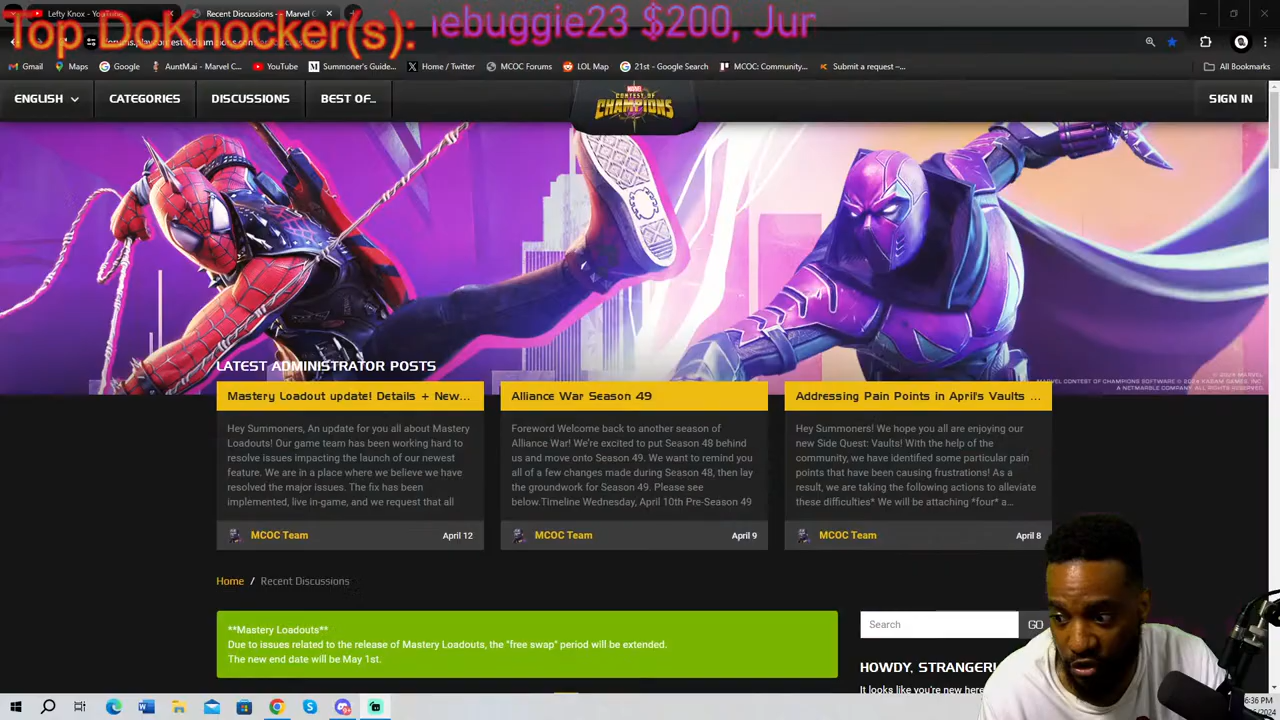 Lefty Knox - YouTube
Recent Discussions - Marvel C
Top DoKnocker(s):
nebuggie23 $200, Jur
Gmail
Maps
Google
AuntM.ai - Marvel C...
YouTube
Summoner's Guide...
Home / Twitter
MCOC Forums
LOL Map
21st - Google Search
MCOC: Community...
Submit a request –...
All Bookmarks
ENGLISH
CATEGORIES
DISCUSSIONS
BEST OF...
MARVEL
CONTEST OF
CHAMPIONS
SIGN IN
LATEST ADMINISTRATOR POSTS
Mastery Loadout update! Details + New...
Hey Summoners, An update for you all about Mastery
Loadouts! Our game team has been working hard to
resolve issues impacting the launch of our newest
feature. We are in a place where we believe we have
resolved the major issues. The fix has been
implemented, live in-game, and we request that all
MCOC Team
April 12
Alliance War Season 49
Foreword Welcome back to another season of
Alliance War! We're excited to put Season 48 behind
us and move onto Season 49. We want to remind you
all of a few changes made during Season 48, then lay
the groundwork for Season 49. Please see
below.Timeline Wednesday, April 10th Pre-Season 49
MCOC Team
April 9
Addressing Pain Points in April's Vaults ...
Hey Summoners! We hope you all are enjoying our
new Side Quest: Vaults! With the help of the
community, we have identified some particular pain
points that have been causing frustrations! As a
result, we are taking the following actions to alleviate
these difficulties* We will be attaching *four* a...
MCOC Team
April 8
Home / Recent Discussions
**Mastery Loadouts**
Due to issues related to the release of Mastery Loadouts, the "free swap" period will be extended.
The new end date will be May 1st.
Search
GO
HOWDY, STRANGER!
It looks like you're new here
6:36 PM